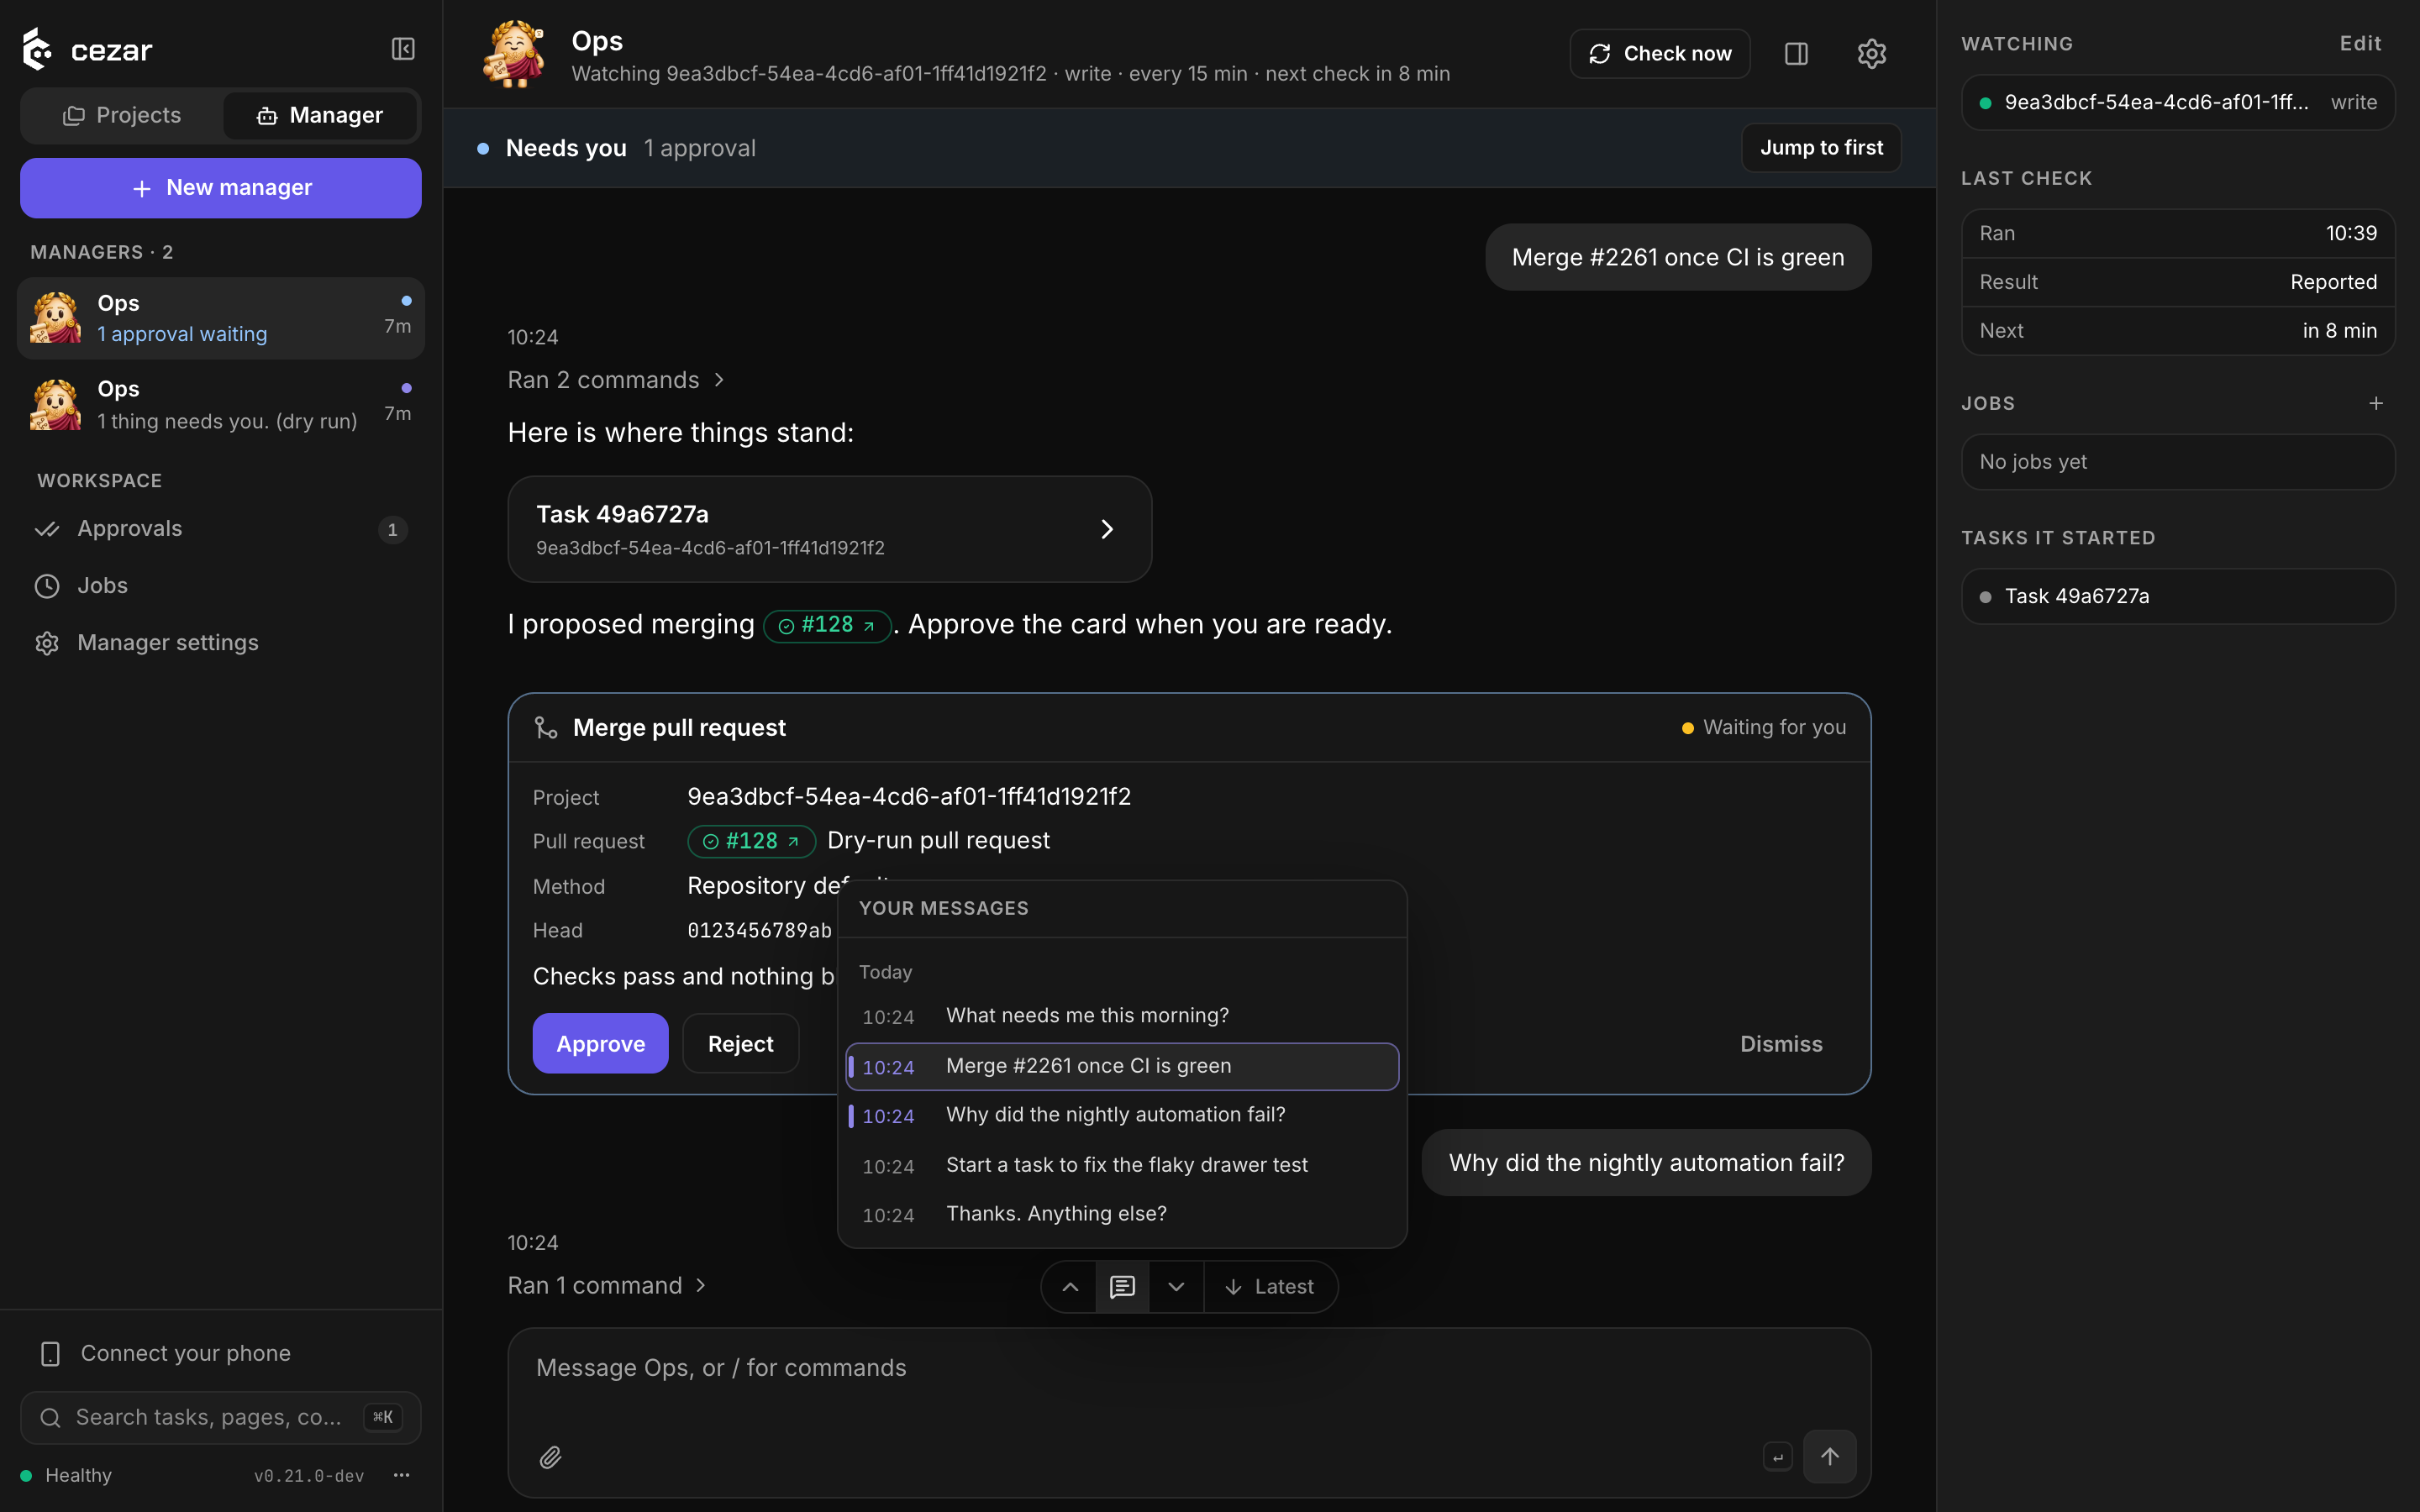 cezar
Projects
Manager
New manager
MANAGERS · 2
Ops
1 approval waiting
7m
Ops
1 thing needs you. (dry run)
7m
WORKSPACE
Approvals
1
Jobs
Manager settings
Connect your phone
Search tasks, pages, co...
⌘K
Healthy
v0.21.0-dev
Ops
Watching 9ea3dbcf-54ea-4cd6-af01-1ff41d1921f2 · write · every 15 min · next check in 8 min
Check now
Needs you 1 approval
Jump to first
Merge #2261 once CI is green
10:24
Ran 2 commands
Here is where things stand:
Task 49a6727a
9ea3dbcf-54ea-4cd6-af01-1ff41d1921f2
I proposed merging #128. Approve the card when you are ready.
Merge pull request
Waiting for you
Project 9ea3dbcf-54ea-4cd6-af01-1ff41d1921f2
Pull request #128 Dry-run pull request
Method Repository
Head 0123456789ab
Checks pass and nothing
Approve
Reject
Dismiss
YOUR MESSAGES
Today
10:24 What needs me this morning?
10:24 Merge #2261 once CI is green
10:24 Why did the nightly automation fail?
10:24 Start a task to fix the flaky drawer test
10:24 Thanks. Anything else?
Why did the nightly automation fail?
10:24
Ran 1 command
Latest
Message Ops, or / for commands
WATCHING
Edit
9ea3dbcf-54ea-4cd6-af01-1ff... write
LAST CHECK
Ran 10:39
Result Reported
Next in 8 min
JOBS
No jobs yet
TASKS IT STARTED
Task 49a6727a